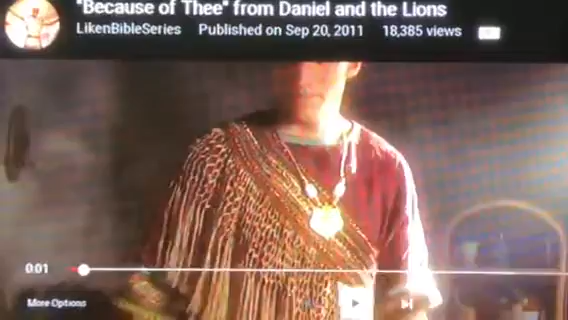 "Because of Thee" from Daniel and the Lions
LikenBibleSeries Published on Sep 20, 2011 18,385 views
0:01
More Options